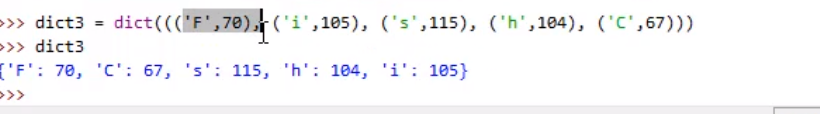 >>> dict3 = dict((('F',70), ('i',105), ('s',115), ('h',104), ('C',67)))
>>> dict3
{'F': 70, 'C': 67, 's': 115, 'h': 104, 'i': 105}
>>>